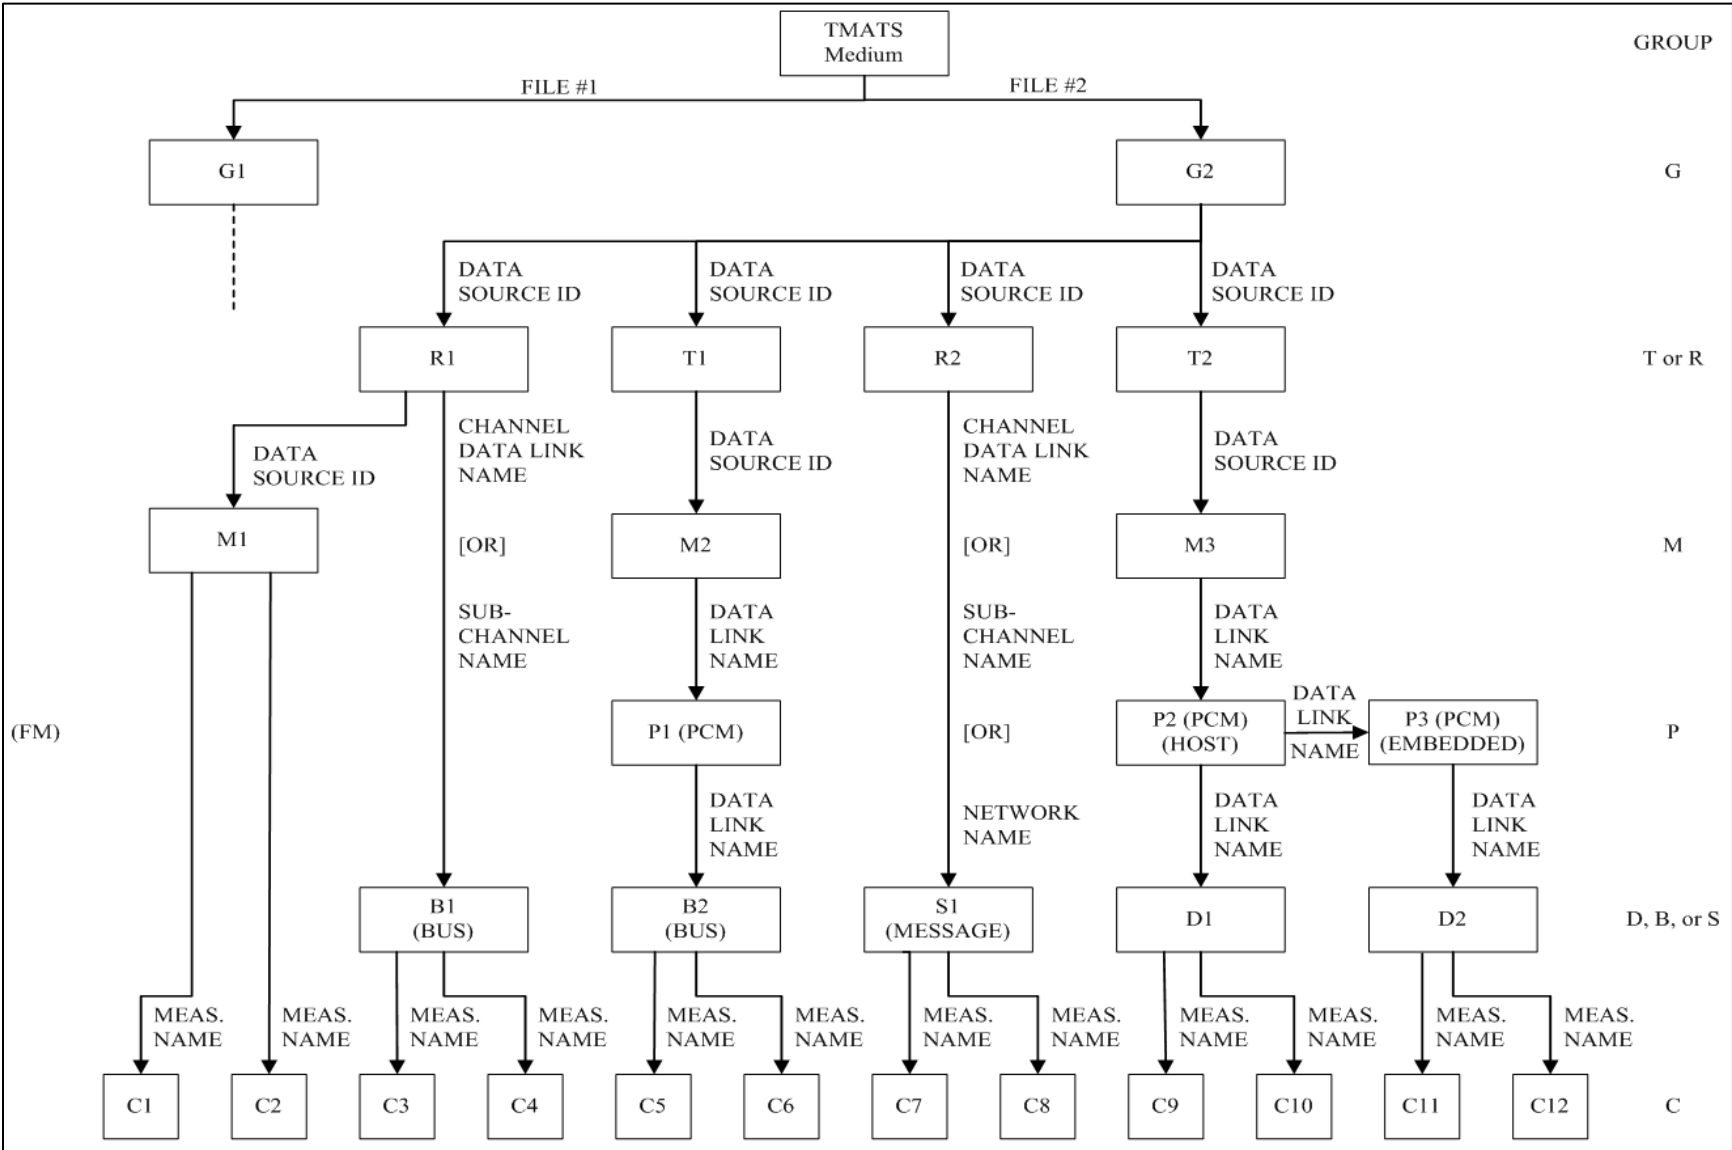 TMATS
Medium
GROUP
FILE #1
FILE #2
G1
G2
G
DATA
SOURCE ID
DATA
SOURCE ID
DATA
SOURCE ID
DATA
SOURCE ID
R1
T1
R2
T2
T or R
CHANNEL
DATA LINK
NAME
CHANNEL
DATA LINK
NAME
DATA
SOURCE ID
DATA
SOURCE ID
DATA
SOURCE ID
M1
[OR]
M2
[OR]
M3
M
SUB-
CHANNEL
NAME
DATA
LINK
NAME
SUB-
CHANNEL
NAME
DATA
LINK
NAME
(FM)
P1 (PCM)
[OR]
P2 (PCM)
(HOST)
DATA
LINK
NAME
P3 (PCM)
(EMBEDDED)
P
DATA
LINK
NAME
NETWORK
NAME
DATA
LINK
NAME
DATA
LINK
NAME
B1
(BUS)
B2
(BUS)
S1
(MESSAGE)
D1
D2
D, B, or S
MEAS.
NAME
MEAS.
NAME
MEAS.
NAME
MEAS.
NAME
MEAS.
NAME
MEAS.
NAME
MEAS.
NAME
MEAS.
NAME
MEAS.
NAME
MEAS.
NAME
MEAS.
NAME
MEAS.
NAME
C1
C2
C3
C4
C5
C6
C7
C8
C9
C10
C11
C12
C